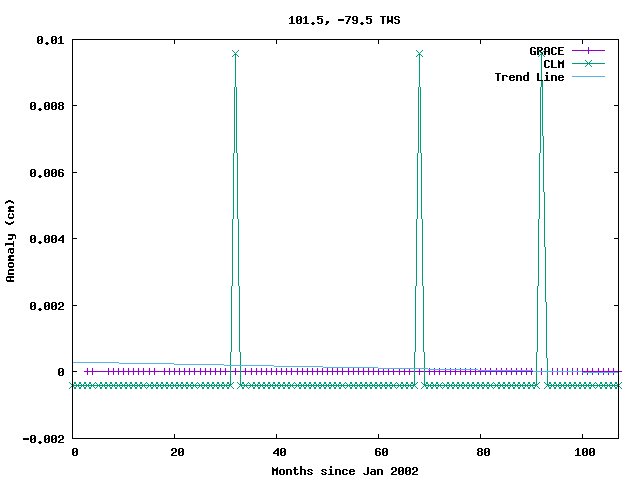 101.5, -79.5 TWS
GRACE
CLM
Trend Line
0.01
0.008
0.006
0.004
0.002
0
-0.002
Anomaly (cm)
0 20 40 60 80 100
Months since Jan 2002